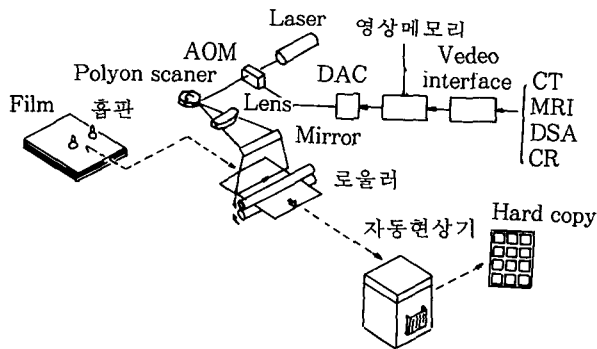 Laser
영상메모리
AOM
Vedeo
interface
Polyon scaner
DAC
CT
MRI
DSA
CR
Film
흡판
Lens
Mirror
로울러
자동현상기
Hard copy